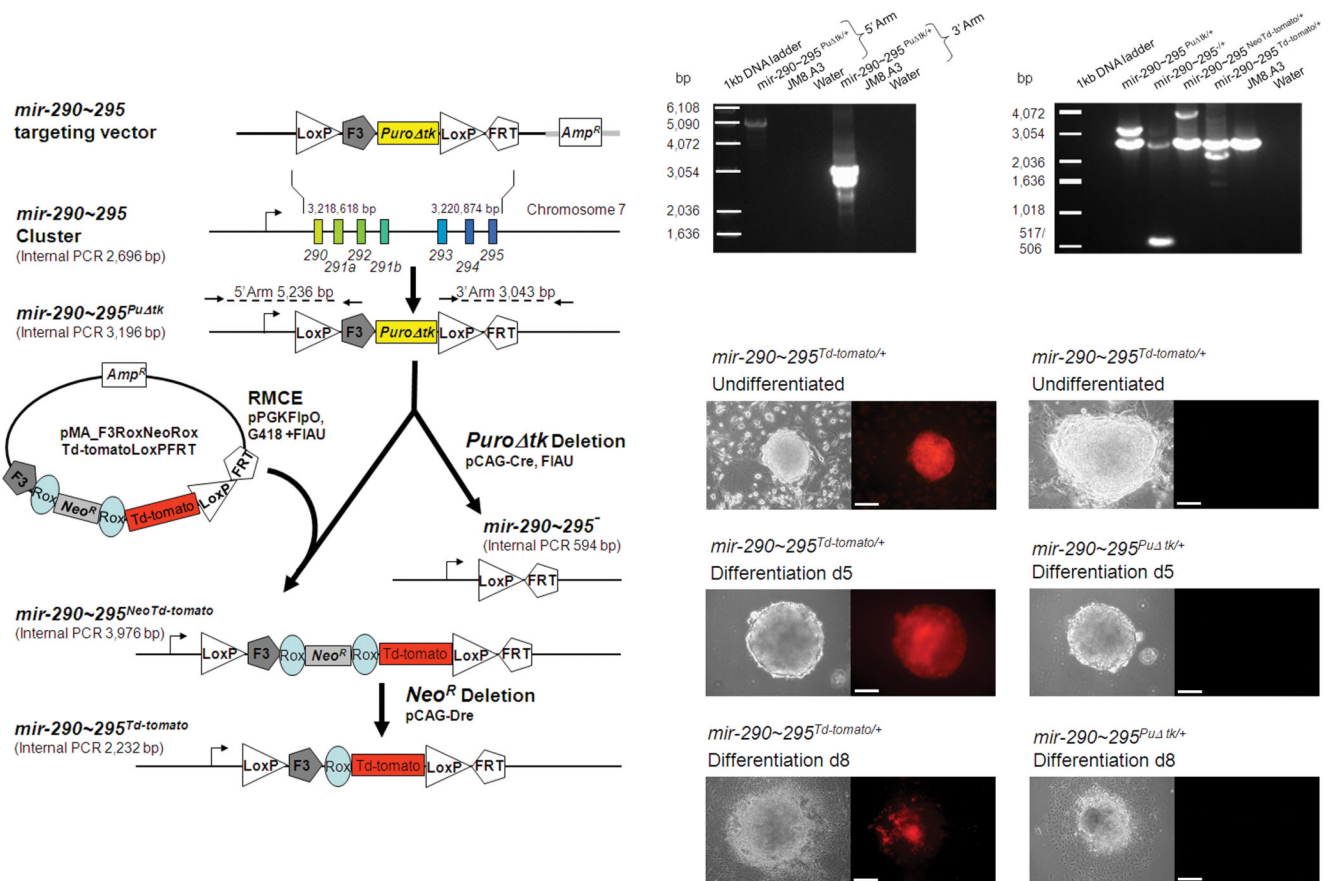 mir-290~295
targeting vector
LoxP F3 PuroΔtk LoxP FRT AmpR
mir-290~295
Cluster
(Internal PCR 2,696 bp)
3,218,618 bp 3,220,874 bp Chromosome 7
290 291a 292 291b 293 294 295
5'Arm 5,236 bp 3'Arm 3,043 bp
mir-290~295PuΔtk
(Internal PCR 3,196 bp)
LoxP F3 PuroΔtk LoxP FRT
AmpR
pMA_F3RoxNeoRox
Td-tomatoLoxPFRT
F3 Rox NeoR Rox Td-tomato LoxP FRT
RMCE
pPGKFlpO,
G418 +FIAU
PuroΔtk Deletion
pCAG-Cre, FIAU
mir-290~295-
(Internal PCR 594 bp)
LoxP FRT
mir-290~295NeoTd-tomato
(Internal PCR 3,976 bp)
LoxP F3 Rox NeoR Rox Td-tomato LoxP FRT
NeoR Deletion
pCAG-Dre
mir-290~295Td-tomato
(Internal PCR 2,232 bp)
LoxP F3 Rox Td-tomato LoxP FRT
bp
1kb DNA ladder
mir-290~295PuΔtk/+
JM8.A3
Water
5'Arm
mir-290~295PuΔtk/+
JM8.A3
Water
3'Arm
6,108
5,090
4,072
3,054
2,036
1,636
bp
1kb DNA ladder
mir-290~295PuΔtk/+
mir-290~295-/+
mir-290~295NeoTd-tomato/+
mir-290~295Td-tomato/+
JM8.A3
Water
4,072
3,054
2,036
1,636
1,018
517/
506
mir-290~295Td-tomato/+
Undifferentiated
mir-290~295Td-tomato/+
Undifferentiated
mir-290~295Td-tomato/+
Differentiation d5
mir-290~295PuΔtk/+
Differentiation d5
mir-290~295Td-tomato/+
Differentiation d8
mir-290~295PuΔtk/+
Differentiation d8